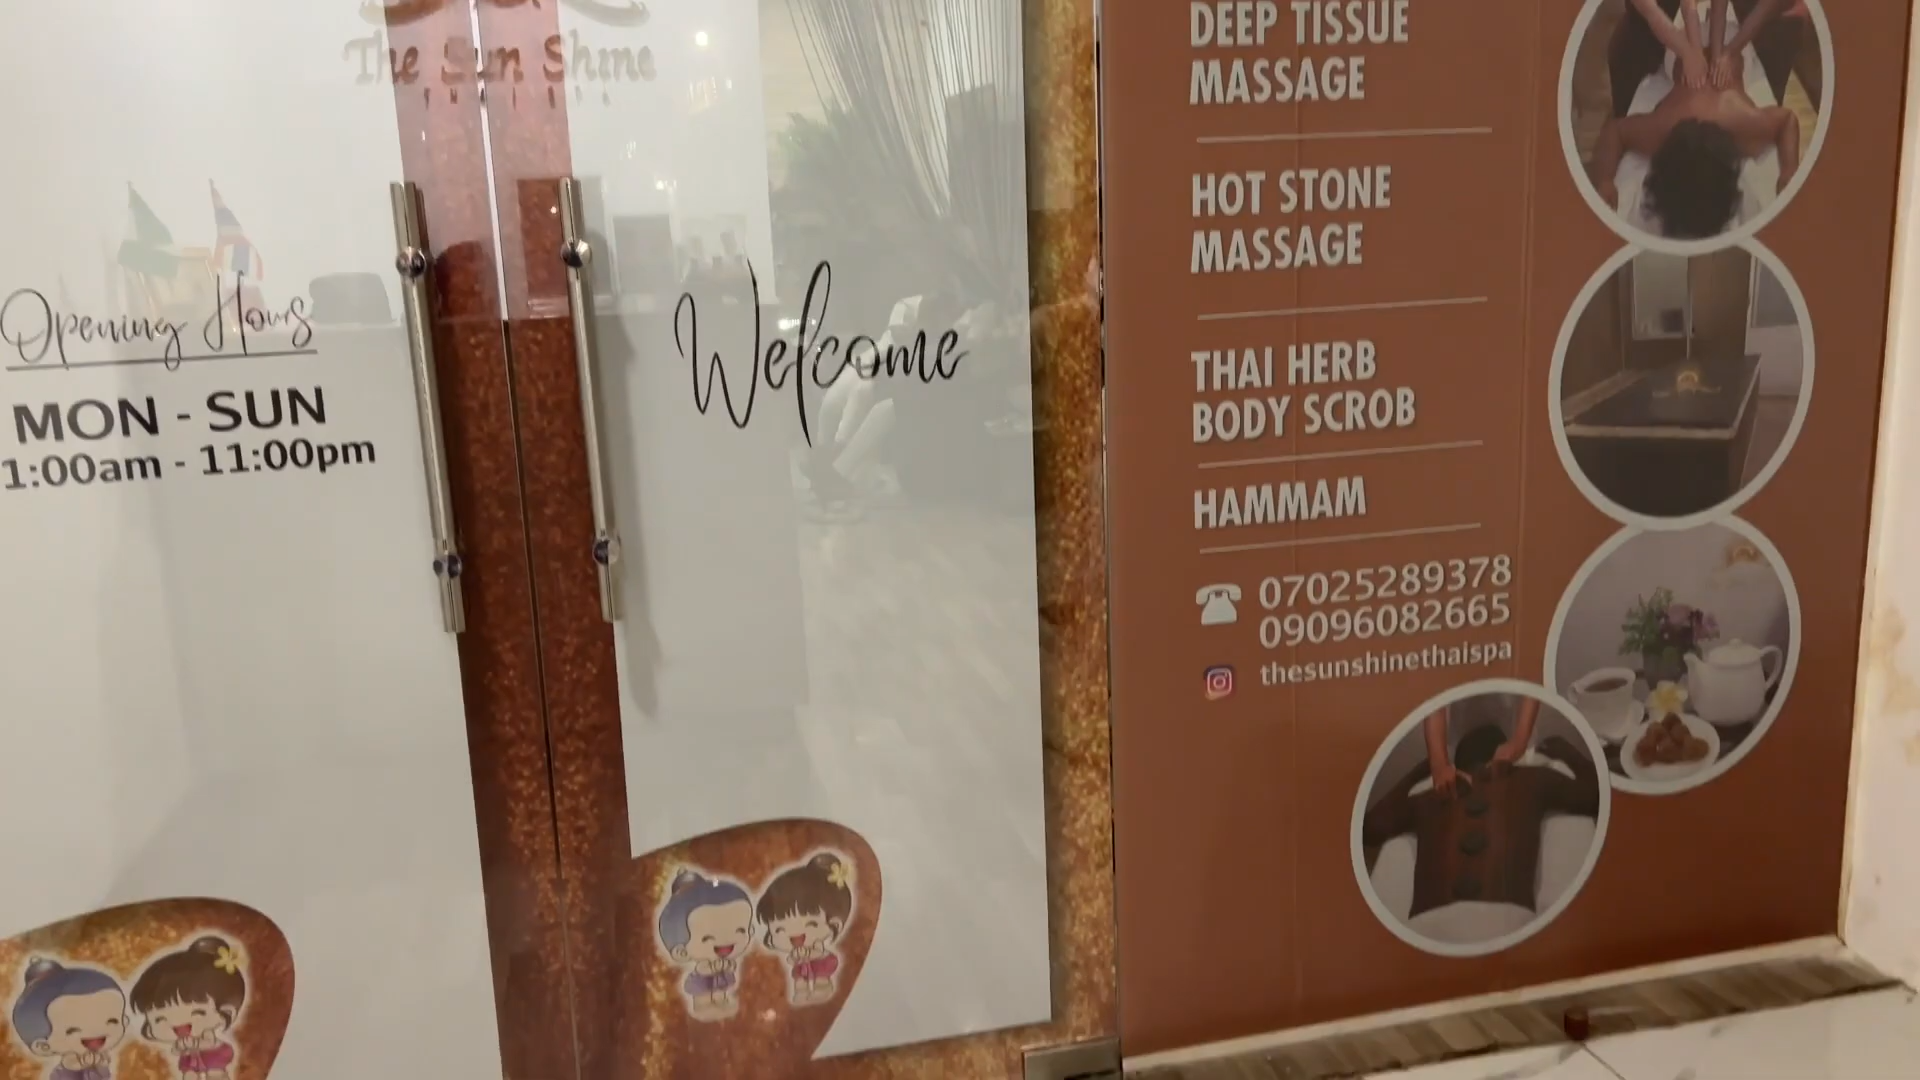 The Sun Shine
Opening Hours
MON - SUN
1:00am - 11:00pm
Welcome
DEEP TISSUE
MASSAGE
HOT STONE
MASSAGE
THAI HERB
BODY SCROB
HAMMAM
07025289378
09096082665
thesunshinethaispa